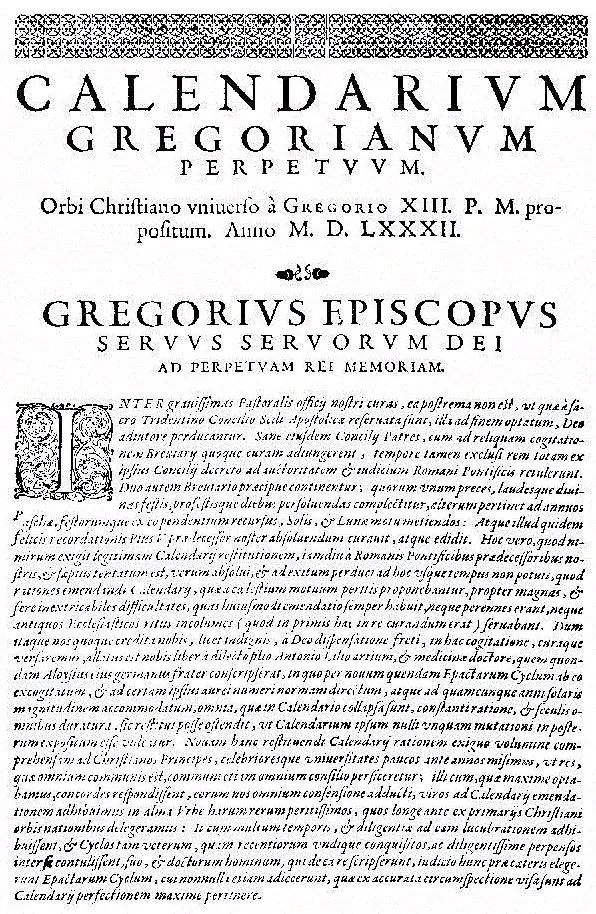 CALENDARIVM
GREGORIANVM
PERPETVVM.
Orbi Chriſtiano vniuerſo à GREGORIO XIII. P. M. pro-
poſitum. Anno M. D. LXXXII.
GREGORIVS EPISCOPVS
SERVVS SERVORVM DEI
AD PERPETVAM REI MEMORIAM.
INTER grauiſſimas Paſtoralis officij noſtri curas, ea poſtrema non eſt, vt quæ à ſa-
cro Tridentino Concilio Sedi Apoſtolicæ reſeruata ſunt, illa ad finem optatum, Deo
adiutore perducantur. Sane eiuſdem Concilij Patres, cum ad reliquam cogitatio-
nem Breuiarij quoque curam adiungerent, tempore tamen excluſi rem totam ex
ipſius Concilij decreto ad auctoritatem & iudicium Romani Pontificis retulerunt.
Duo autem Breuiario præcipue continentur, quorum vnum preces, laudeſque diui-
nas feſtis, profeſtiſque diebus perſoluendas complectitur, alterum pertinet ad annuos
Paſchæ, feſtorumque ex eo pendentium recurſus, Solis, & Lunæ motu metiendos: Atque illud quidem
felicis recordationis Pius V. prædeceſſor noſter abſoluendum curauit, atque edidit. Hoc vero, quod ni-
mirum exigit legitimam Calendarij reſtitutionem, iamdiu à Romanis Pontificibus prædeceſſoribus no-
ſtris, & ſæpius tentatum eſt, verum abſolui, & ad exitum perduci ad hoc vſque tempus non potuit, quod
rationes emendandi Calendarij, quæ à cæleſtium motuum peritis proponebantur, propter magnas, &
fere inextricabiles difficultates, quas huiuſmodi emendatio ſemper habuit, neque perennes erant, neque
antiquos Eccleſiaſticos ritus incolumes (quod in primis hac in re curandum erat) ſeruabant. Dum
itaque nos quoque credita nobis, licet indignis, à Deo diſpenſatione freti, in hac cogitatione, curaque
verſaremur, allatus eſt nobis liber à dilecto filio Antonio Lilio artium, & medicinæ doctore, quem quon-
dam Aloyſius eius germanus frater conſcripſerat, in quo per nouum quendam Epactarum Cyclum ab eo
excogitatum, & ad certam ipſius aurei numeri normam directum, atque ad quamcunque anni ſolaris
magnitudinem accommodatum, omnia, quæ in Calendario collapſa ſunt, conſtanti ratione, & ſæculis o-
mnibus duratura, ſic reſtitui poſſe oſtendit, vt Calendarium ipſum nulli vnquam mutationi in poſte-
rum expoſitum eſſe videatur. Nouam hanc reſtituendi Calendarij rationem exiguo volumine com-
prehenſam ad Chriſtianos Principes, celebrioreſque vniuerſitates paucos ante annos miſimus, vt res,
quæ omnium communis eſt, communi etiam omnium conſilio perficeretur; illi cum, quæ maxime opta-
bamus, concordes reſpondiſſent, eorum nos omnium conſenſione adducti, viros ad Calendarij emenda-
tionem adhibuimus in alma Vrbe harum rerum peritiſſimos, quos longe ante ex primarijs Chriſtiani
orbis nationibus delegeramus: Ii cum multum temporis, & diligentiæ ad eam lucubrationem adhi-
buiſſent, & Cyclos tam veterum, quam recentiorum vndique conquiſitos, ac diligentiſſime perpenſos
inter ſe contuliſſent, ſuo, & doctorum hominum, qui de ea re ſcripſerunt, iudicio hunc præ cæteris elege-
runt Epactarum Cyclum, cui nonnulla etiam adiecerunt, quæ ex accurata circumſpectione viſa ſunt ad
Calendarij perfectionem maxime pertinere.